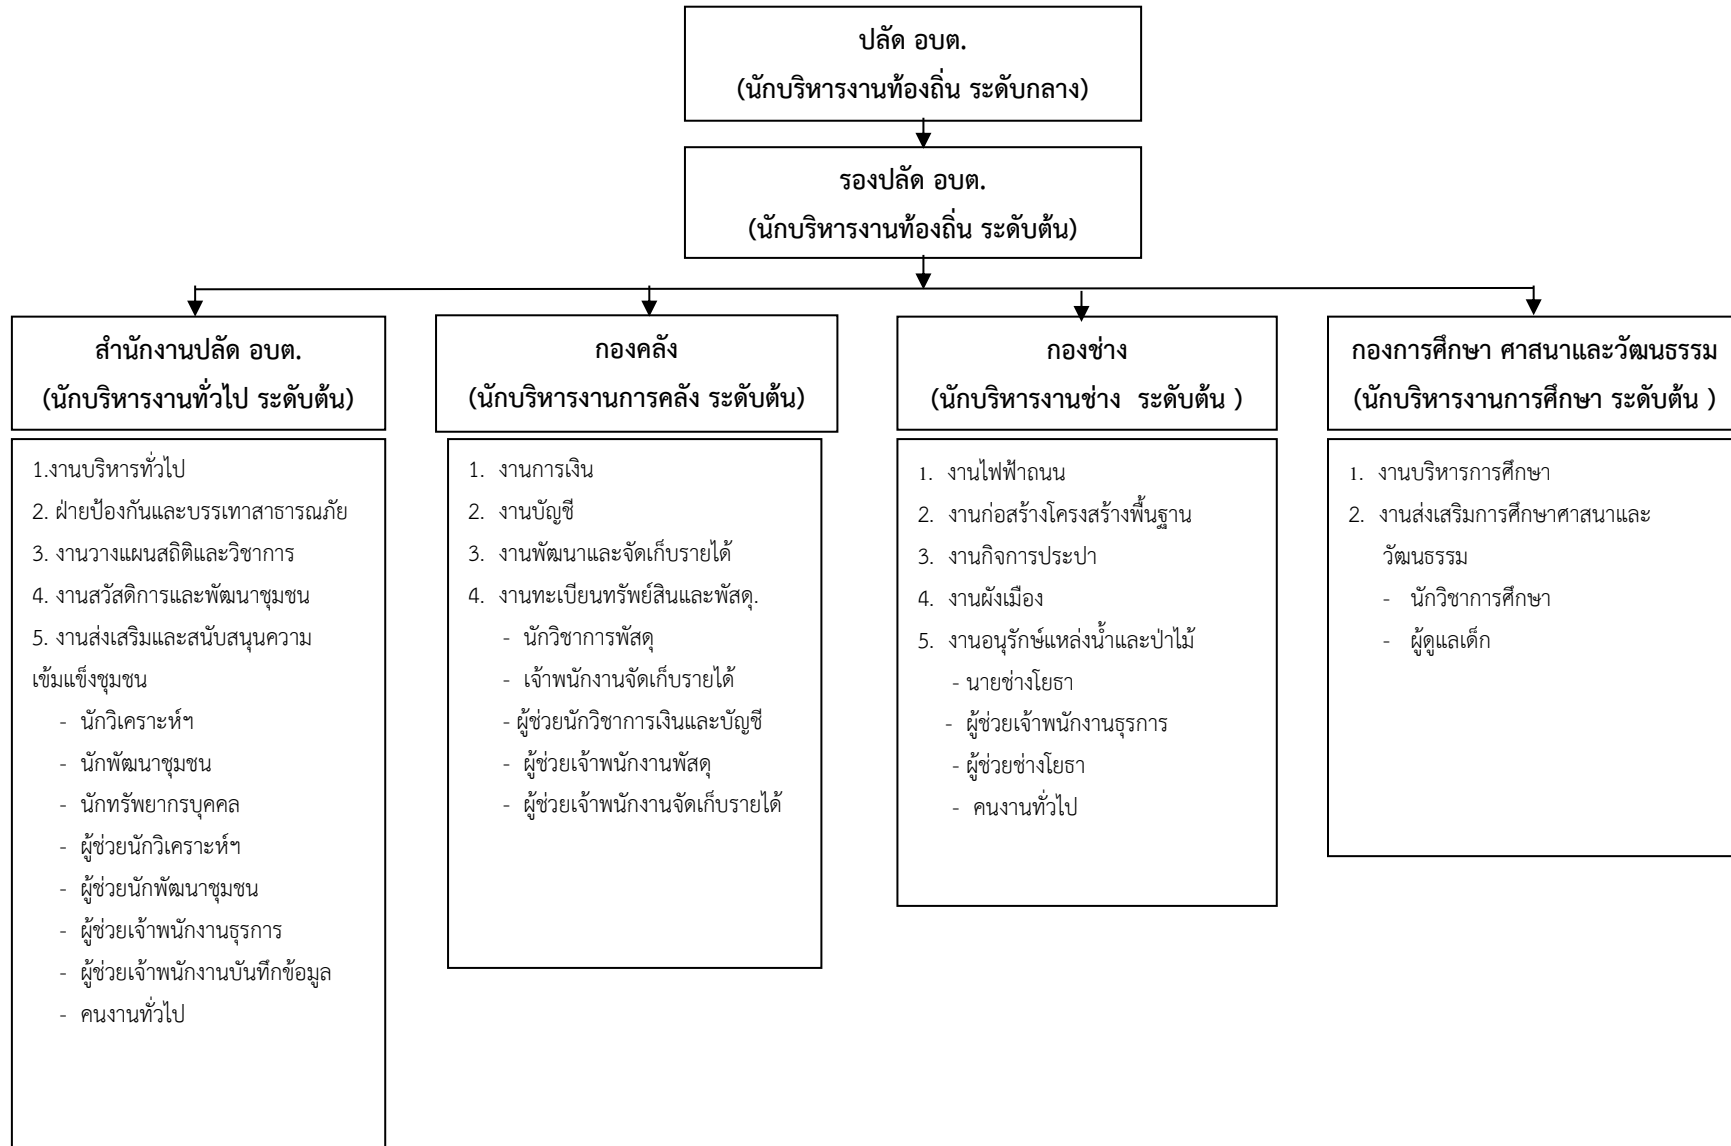 ปลัด อบต.
(นักบริหารงานท้องถิ่น ระดับกลาง)
รองปลัด อบต.
(นักบริหารงานท้องถิ่น ระดับต้น)
สำนักงานปลัด อบต.
(นักบริหารงานทั่วไป ระดับต้น)
1.งานบริหารทั่วไป
2. ฝ่ายป้องกันและบรรเทาสาธารณภัย
3. งานวางแผนสถิติและวิชาการ
4. งานสวัสดิการและพัฒนาชุมชน
5. งานส่งเสริมและสนับสนุนความ
เข้มแข็งชุมชน
- นักวิเคราะห์ฯ
- นักพัฒนาชุมชน
- นักทรัพยากรบุคคล
- ผู้ช่วยนักวิเคราะห์ฯ
- ผู้ช่วยนักพัฒนาชุมชน
- ผู้ช่วยเจ้าพนักงานธุรการ
- ผู้ช่วยเจ้าพนักงานบันทึกข้อมูล
- คนงานทั่วไป
กองคลัง
(นักบริหารงานการคลัง ระดับต้น)
1. งานการเงิน
2. งานบัญชี
3. งานพัฒนาและจัดเก็บรายได้
4. งานทะเบียนทรัพย์สินและพัสดุ.
- นักวิชาการพัสดุ
- เจ้าพนักงานจัดเก็บรายได้
- ผู้ช่วยนักวิชาการเงินและบัญชี
- ผู้ช่วยเจ้าพนักงานพัสดุ
- ผู้ช่วยเจ้าพนักงานจัดเก็บรายได้
กองช่าง
(นักบริหารงานช่าง  ระดับต้น )
1. งานไฟฟ้าถนน
2. งานก่อสร้างโครงสร้างพื้นฐาน
3. งานกิจการประปา
4. งานผังเมือง
5. งานอนุรักษ์แหล่งน้ำและป่าไม้
- นายช่างโยธา
- ผู้ช่วยเจ้าพนักงานธุรการ
- ผู้ช่วยช่างโยธา
- คนงานทั่วไป
กองการศึกษา ศาสนาและวัฒนธรรม
(นักบริหารงานการศึกษา ระดับต้น )
1. งานบริหารการศึกษา
2. งานส่งเสริมการศึกษาศาสนาและ
วัฒนธรรม
- นักวิชาการศึกษา
- ผู้ดูแลเด็ก